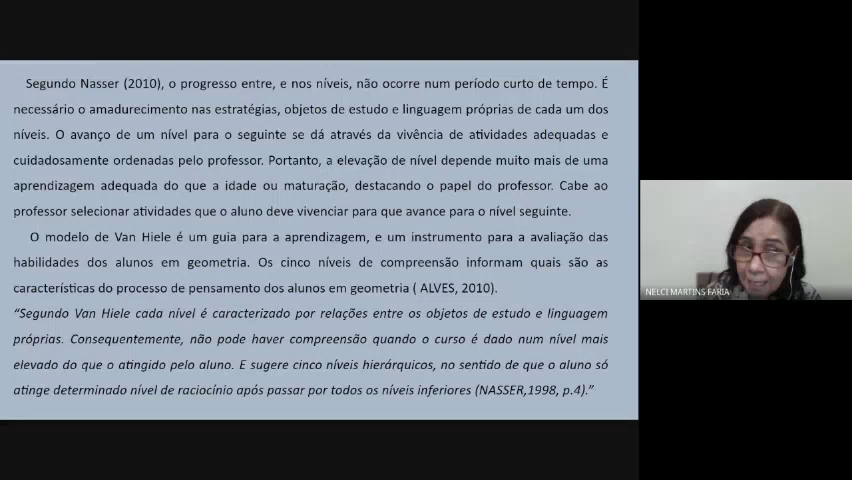 Segundo Nasser (2010), o progresso entre, e nos níveis, não ocorre num período curto de tempo. É
necessário o amadurecimento nas estratégias, objetos de estudo e linguagem próprias de cada um dos
níveis. O avanço de um nível para o seguinte se dá através da vivência de atividades adequadas e
cuidadosamente ordenadas pelo professor. Portanto, a elevação de nível depende muito mais de uma
aprendizagem adequada do que a idade ou maturação, destacando o papel do professor. Cabe ao
professor selecionar atividades que o aluno deve vivenciar para que avance para o nível seguinte.
O modelo de Van Hiele é um guia para a aprendizagem, e um instrumento para a avaliação das
habilidades dos alunos em geometria. Os cinco níveis de compreensão informam quais são as
características do processo de pensamento dos alunos em geometria ( ALVES, 2010).
“Segundo Van Hiele cada nível é caracterizado por relações entre os objetos de estudo e linguagem
próprias. Consequentemente, não pode haver compreensão quando o curso é dado num nível mais
elevado do que o atingido pelo aluno. E sugere cinco níveis hierárquicos, no sentido de que o aluno só
atinge determinado nível de raciocínio após passar por todos os níveis inferiores (NASSER,1998, p.4).”
NELCI MARTINS FARIA